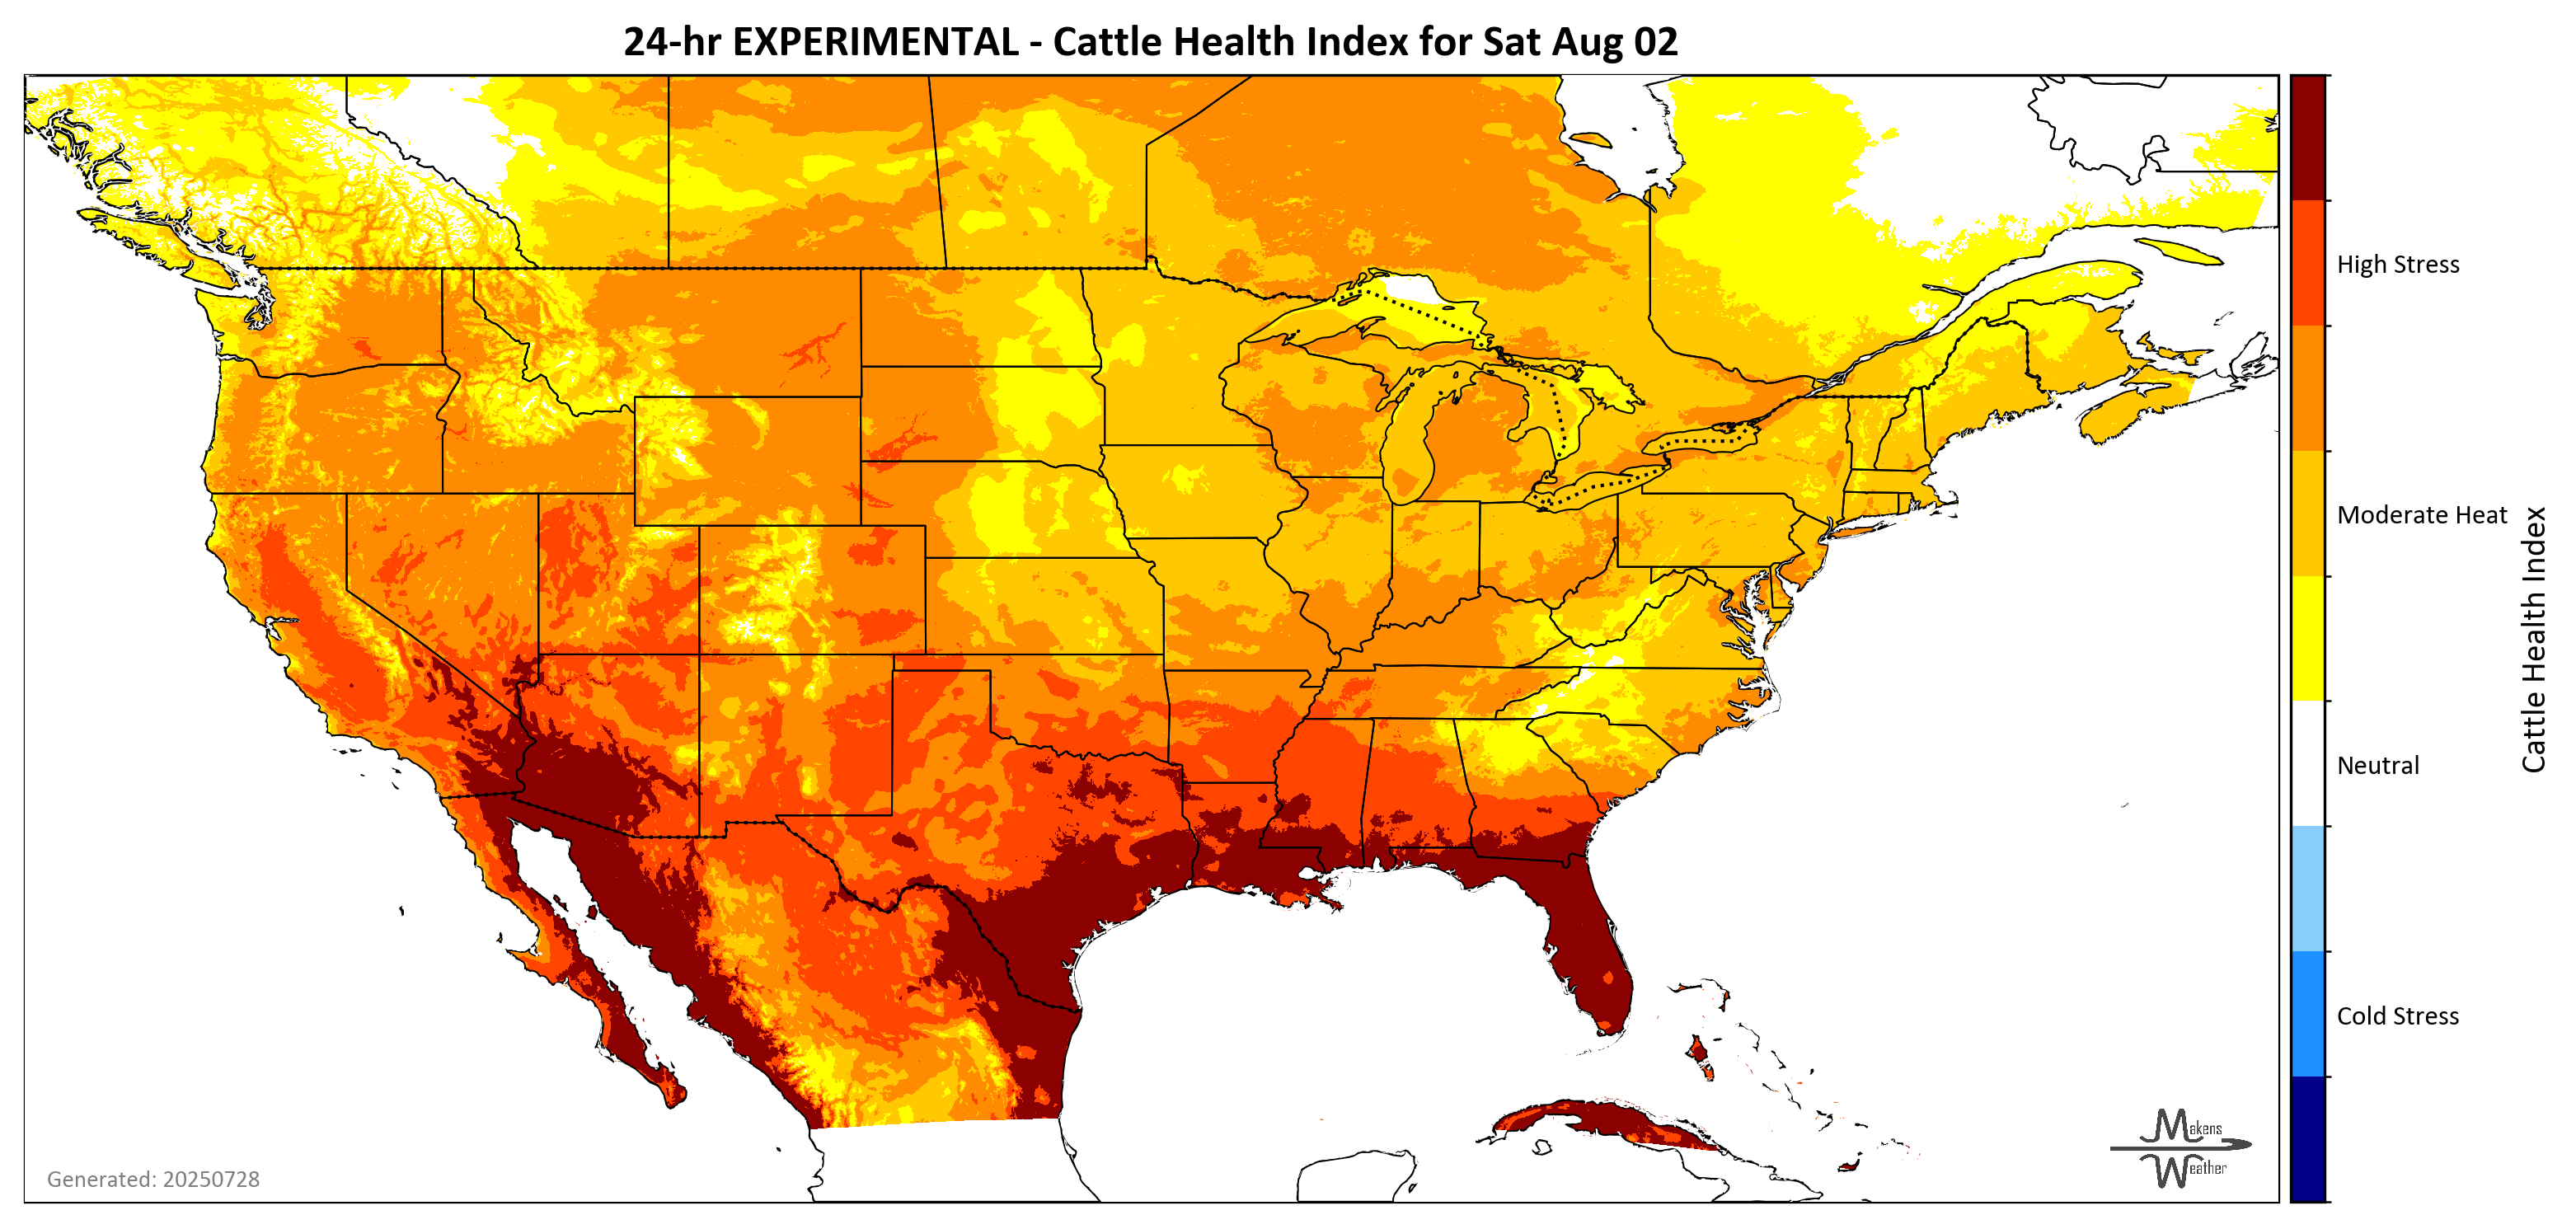 24-hr EXPERIMENTAL - Cattle Health Index for Sat Aug 02
High Stress
Moderate Heat
Neutral
Cold Stress
Cattle Health Index
Makens
Weather
Generated: 20250728